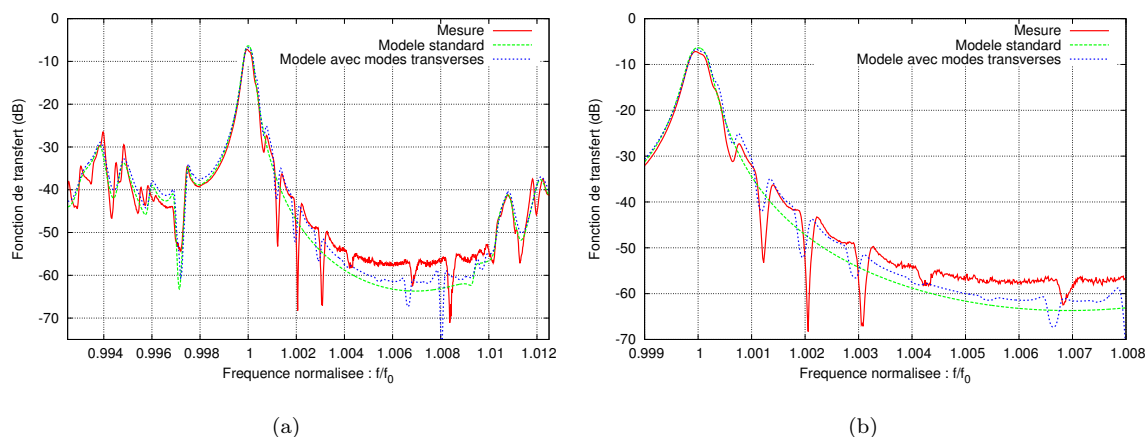 Mesure
Modele standard
Modele avec modes transverses
Fonction de transfert (dB)
0
-10
-20
-30
-40
-50
-60
-70
0.994 0.996 0.998 1 1.002 1.004 1.006 1.008 1.01 1.012
Frequence normalisee : f/f0
(a)
Mesure
Modele standard
Modele avec modes transverses
Fonction de transfert (dB)
0
-10
-20
-30
-40
-50
-60
-70
0.999 1 1.001 1.002 1.003 1.004 1.005 1.006 1.007 1.008
Frequence normalisee : f/f0
(b)